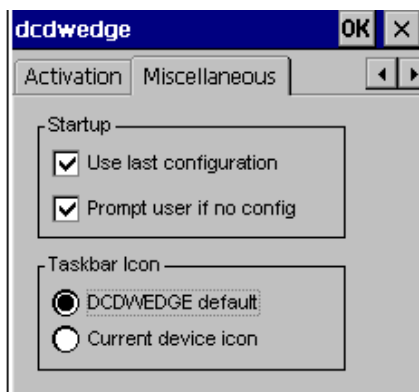 dcdwedge OK ×
Activation Miscellaneous
Startup
Use last configuration
Prompt user if no config
Taskbar Icon
DCDWEDGE default
Current device icon